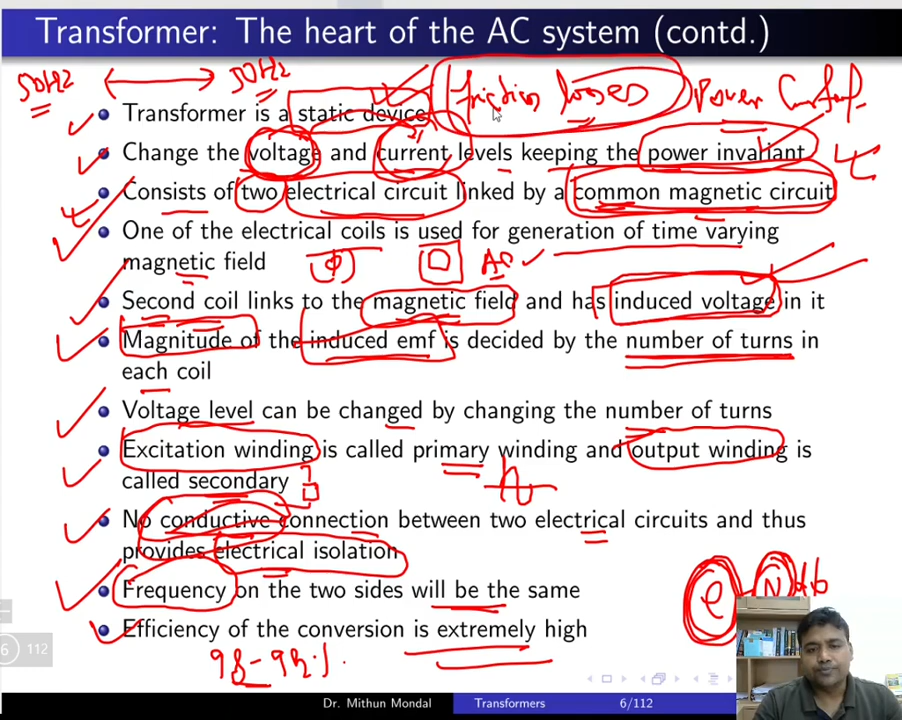 Transformer: The heart of the AC system (contd.)
50Hz 50Hz friction losses Power
Transformer is a static device
Change the voltage and current levels keeping the power invariant
Consists of two electrical circuit linked by a common magnetic circuit
One of the electrical coils is used for generation of time varying
magnetic field
Φ AC
Second coil links to the magnetic field and has induced voltage in it
Magnitude of the induced emf is decided by the number of turns in
each coil
Voltage level can be changed by changing the number of turns
Excitation winding is called primary winding and output winding is
called secondary
No conductive connection between two electrical circuits and thus
provides electrical isolation
Frequency on the two sides will be the same
Efficiency of the conversion is extremely high
6 112
Dr. Mithun Mondal Transformers 6/112